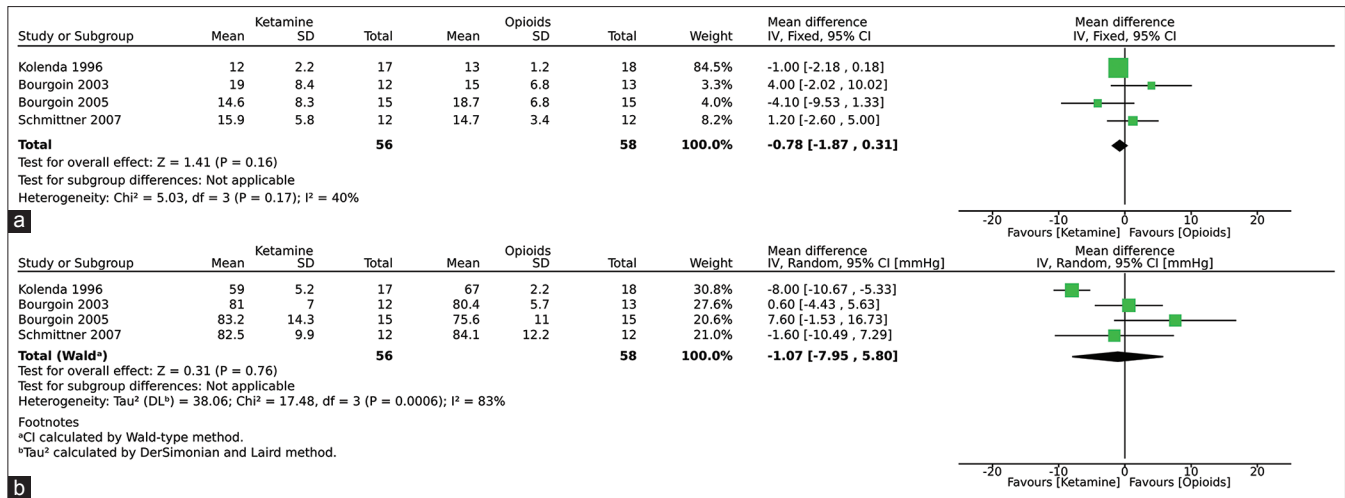 Ketamine Opioids Mean difference Mean difference
Study or Subgroup Mean SD Total Mean SD Total Weight IV, Fixed, 95% CI IV, Fixed, 95% CI
Kolenda 1996 12 2.2 17 13 1.2 18 84.5% -1.00 [-2.18 , 0.18]
Bourgoin 2003 19 8.4 12 15 6.8 13 3.3% 4.00 [-2.02 , 10.02]
Bourgoin 2005 14.6 8.3 15 18.7 6.8 15 4.0% -4.10 [-9.53 , 1.33]
Schmittner 2007 15.9 5.8 12 14.7 3.4 12 8.2% 1.20 [-2.60 , 5.00]
Total 56 58 100.0% -0.78 [-1.87 , 0.31]
Test for overall effect: Z = 1.41 (P = 0.16)
Test for subgroup differences: Not applicable
Heterogeneity: Chi² = 5.03, df = 3 (P = 0.17); I² = 40%
-20 -10 0 10 20
Favours [Ketamine] Favours [Opioids]
a
Ketamine Opioids Mean difference Mean difference
Study or Subgroup Mean SD Total Mean SD Total Weight IV, Random, 95% CI [mmHg] IV, Random, 95% CI [mmHg]
Kolenda 1996 59 5.2 17 67 2.2 18 30.8% -8.00 [-10.67 , -5.33]
Bourgoin 2003 81 7 12 80.4 5.7 13 27.6% 0.60 [-4.43 , 5.63]
Bourgoin 2005 83.2 14.3 15 75.6 11 15 20.6% 7.60 [-1.53 , 16.73]
Schmittner 2007 82.5 9.9 12 84.1 12.2 12 21.0% -1.60 [-10.49 , 7.29]
Total (Waldᵃ) 56 58 100.0% -1.07 [-7.95 , 5.80]
Test for overall effect: Z = 0.31 (P = 0.76)
Test for subgroup differences: Not applicable
Heterogeneity: Tau² (DLᵇ) = 38.06; Chi² = 17.48, df = 3 (P = 0.0006); I² = 83%
Footnotes
ᵃCI calculated by Wald-type method.
ᵇTau² calculated by DerSimonian and Laird method.
-20 -10 0 10 20
Favours [Ketamine] Favours [Opioids]
b